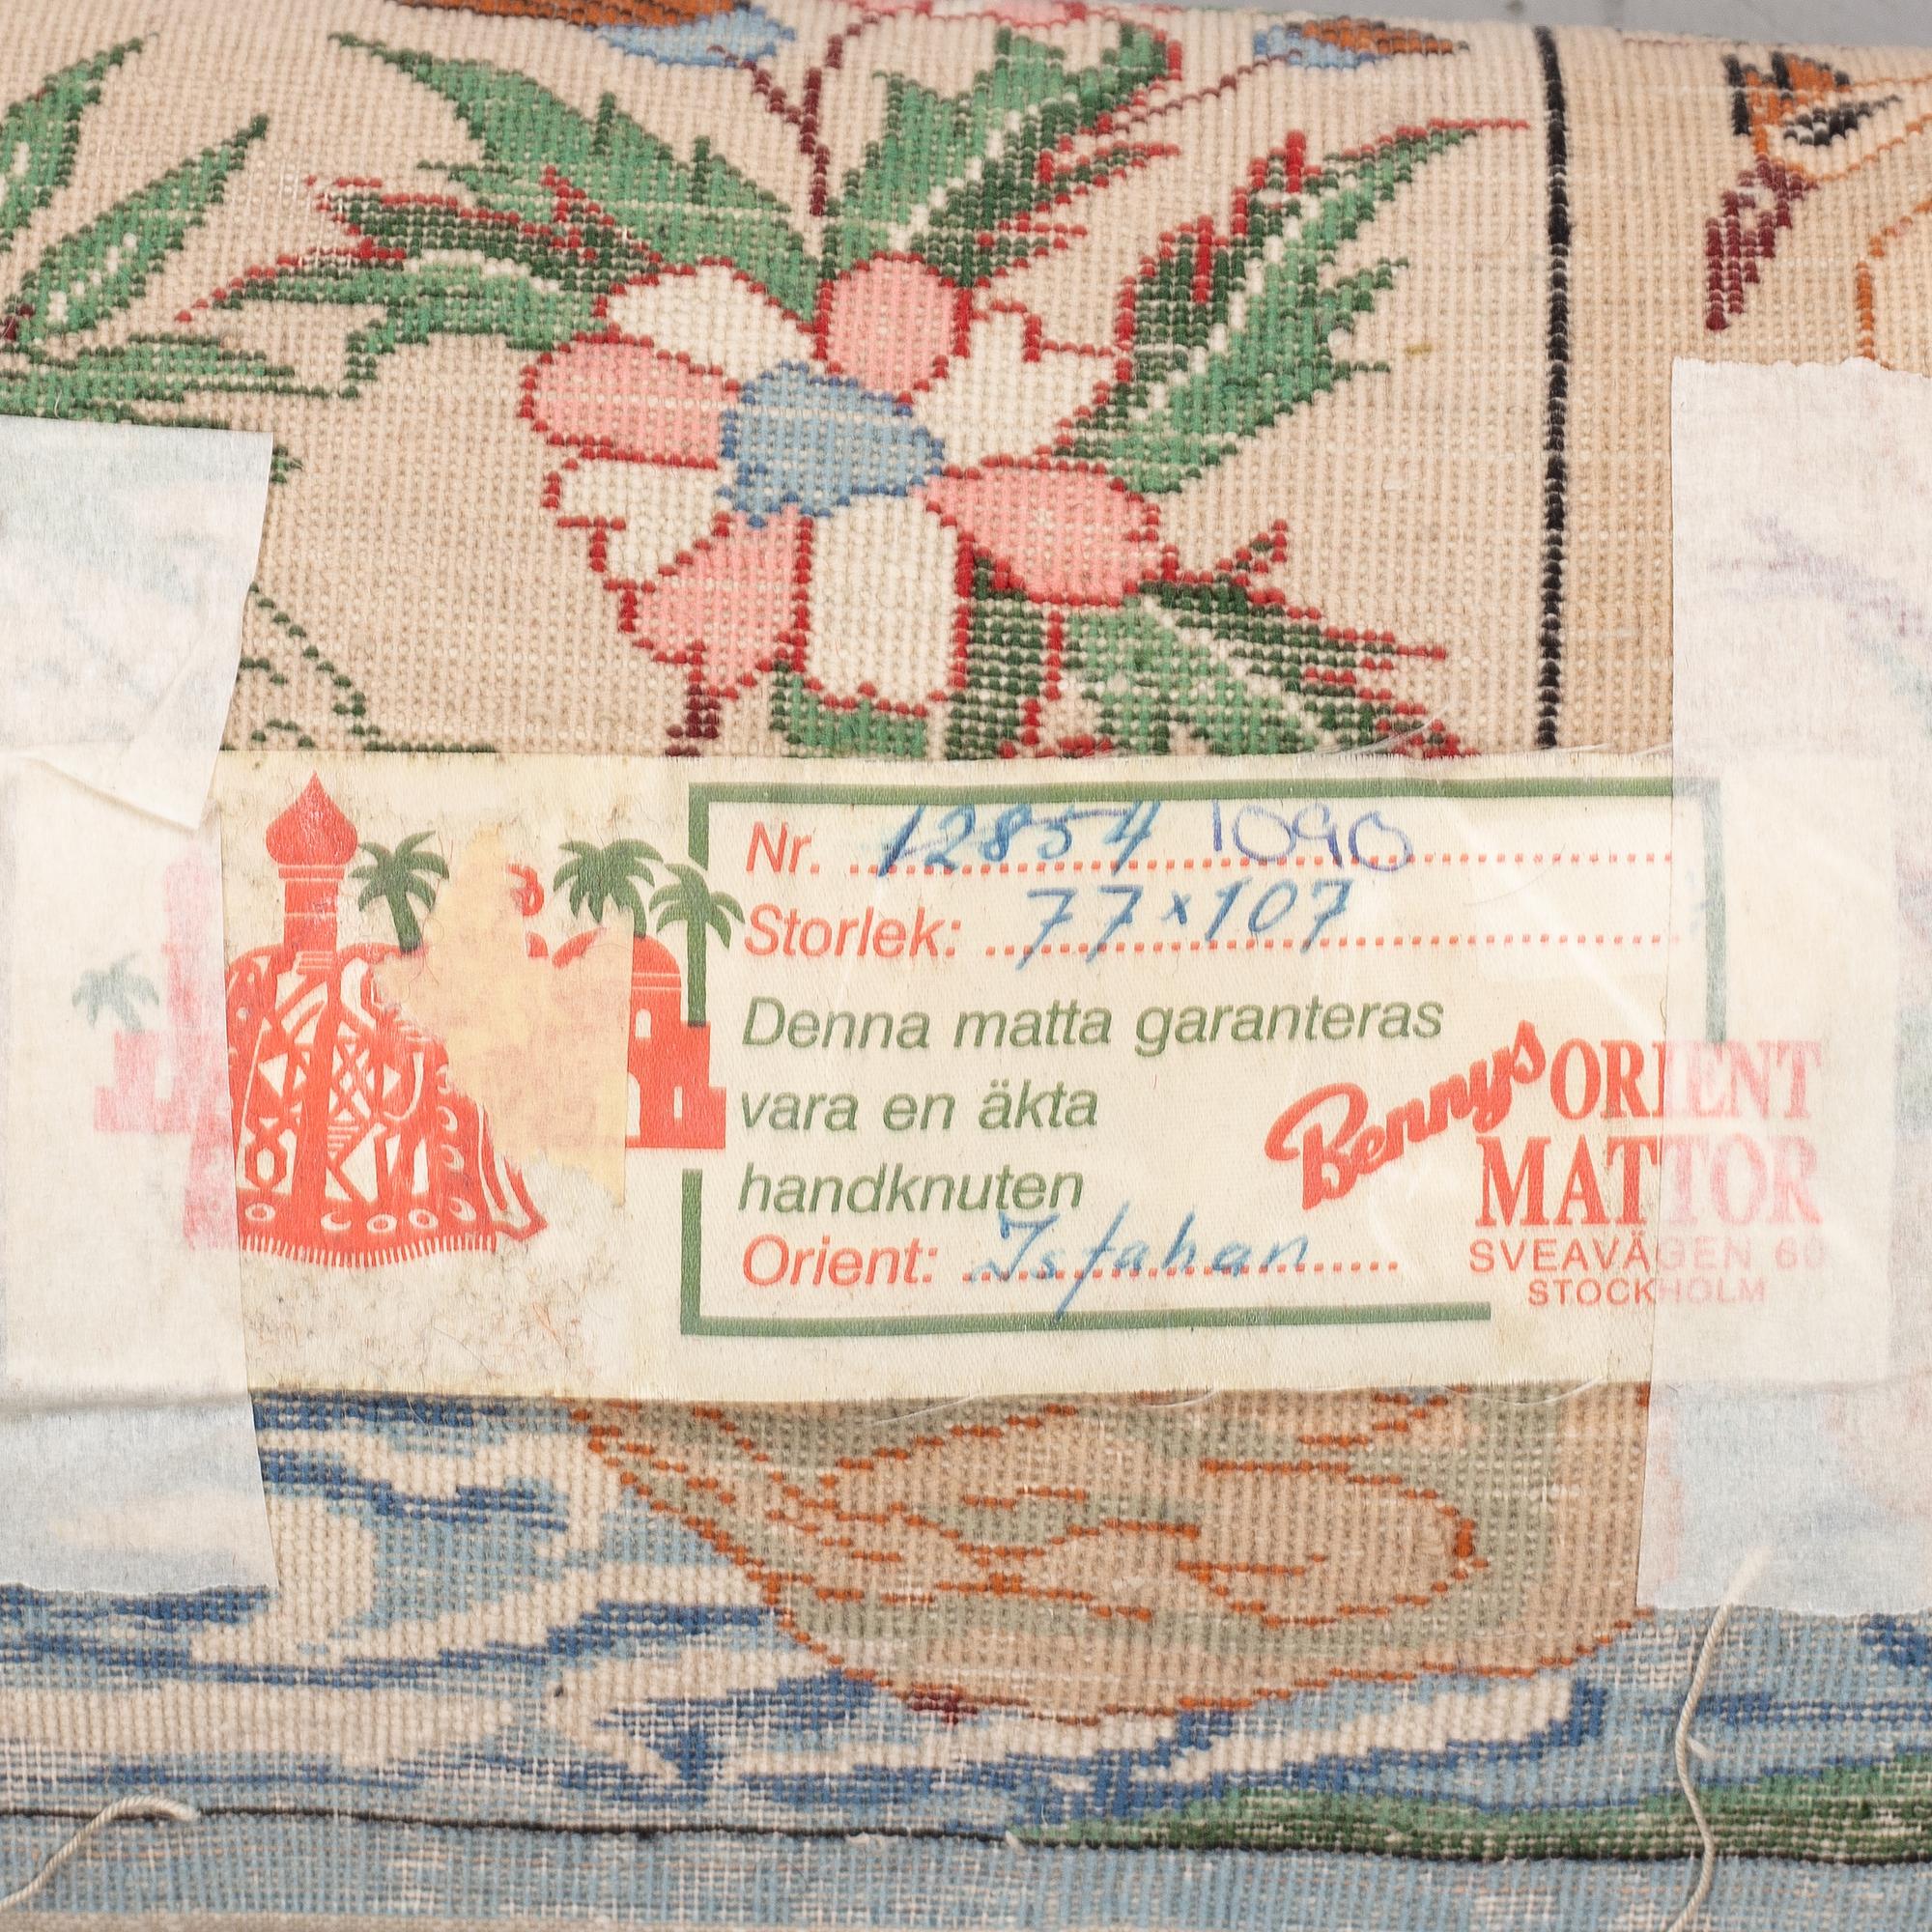 Nr. 12854 1090
Storlek: 77x107
Denna matta garanteras
vara en äkta
handknuten
Orient: Isfahan
Bennys ORIENT
MATTOR
SVEAVÄGEN
STOCKHOLM